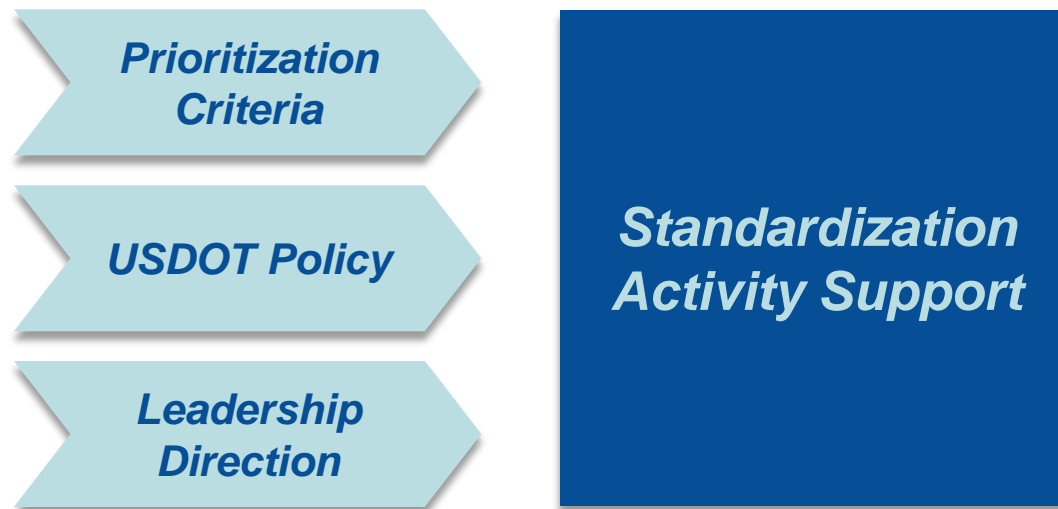 Prioritization
Criteria
USDOT Policy
Leadership
Direction
Standardization
Activity Support